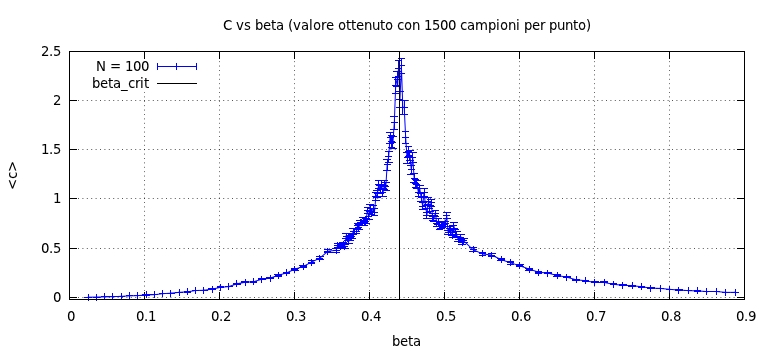 C vs beta (valore ottenuto con 1500 campioni per punto)
N = 100
beta_crit
2.5
2
1.5
1
0.5
0
<c>
0 0.1 0.2 0.3 0.4 0.5 0.6 0.7 0.8 0.9
beta